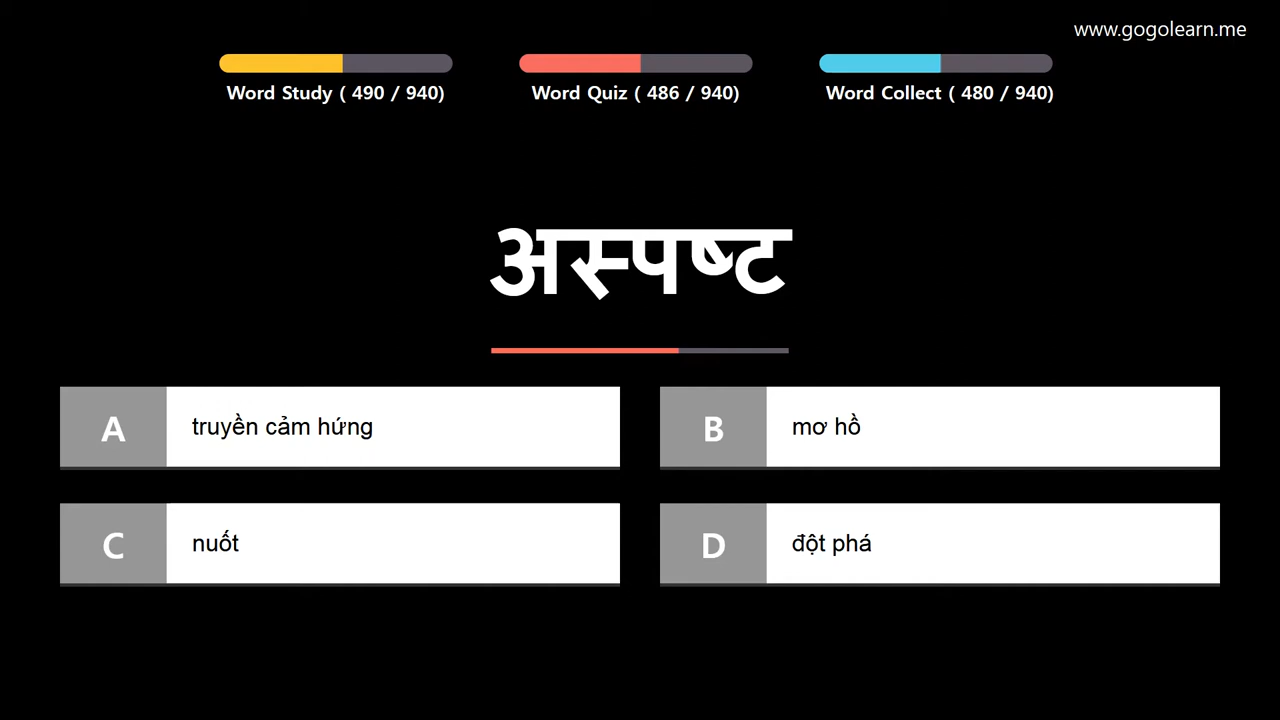 www.gogolearn.me
Word Study ( 490 / 940)
Word Quiz ( 486 / 940)
Word Collect ( 480 / 940)
अस्पष्ट
A
truyền cảm hứng
B
mơ hồ
C
nuốt
D
đột phá